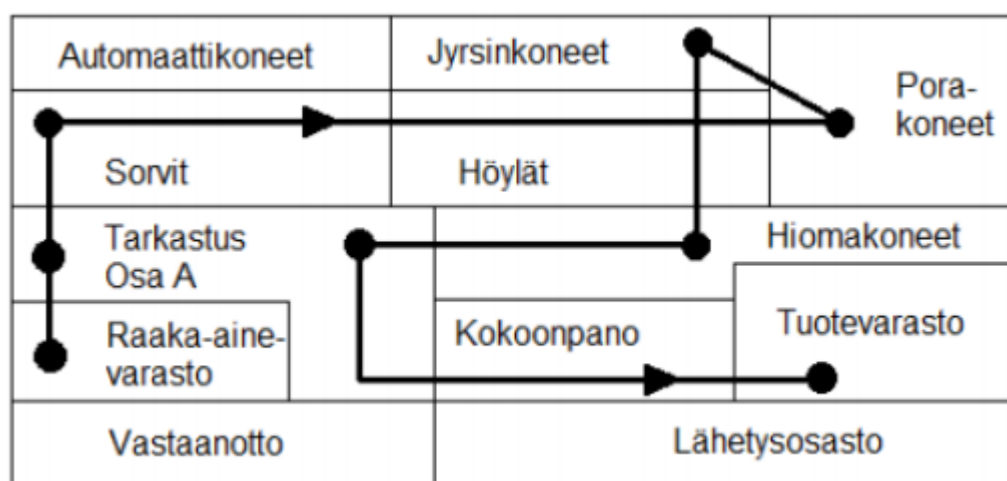 Automaattikoneet
Jyrsinkoneet
Pora-
koneet
Sorvit
Höylät
Tarkastus
Osa A
Hiomakoneet
Raaka-aine-
varasto
Kokoonpano
Tuotevarasto
Vastaanotto
Lähetysosasto